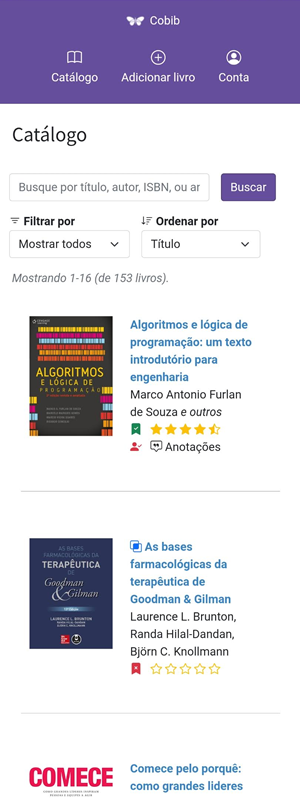 Cobib
Catálogo
Adicionar livro
Conta
Catálogo
Busque por título, autor, ISBN, ou ar
Buscar
Filtrar por
Ordenar por
Mostrar todos
Título
Mostrando 1-16 (de 153 livros).
ALGORITMOS
E LÓGICA DE
PROGRAMAÇÃO
Algoritmos e lógica de
programação: um texto
introdutório para
engenharia
Marco Antonio Furlan
de Souza e outros
Anotações
AS BASES
FARMACOLÓGICAS DA
TERAPÊUTICA
DE
Goodman
& Gilman
LAURENCE L. BRUNTON
As bases
farmacológicas da
terapêutica de
Goodman & Gilman
Laurence L. Brunton,
Randa Hilal-Dandan,
Björn C. Knollmann
COMECE
Comece pelo porquê:
como grandes líderes